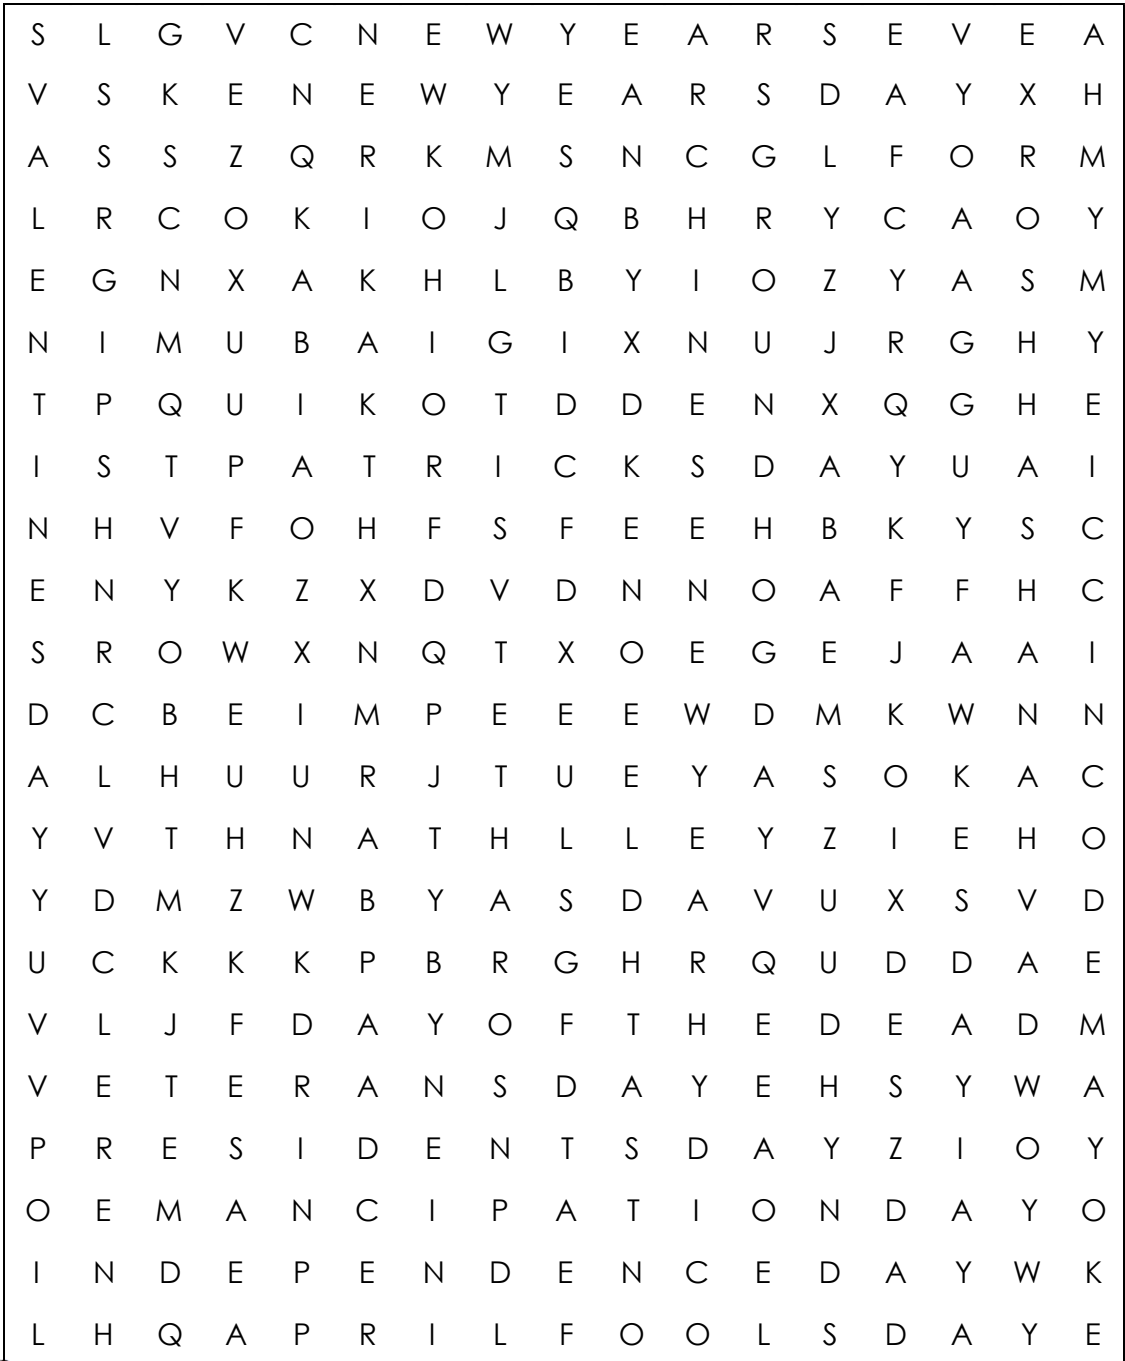 S L G V C N E W Y E A R S E V E A
V S K E N E W Y E A R S D A Y X H
A S S Z Q R K M S N C G L F O R M
L R C O K I O J Q B H R Y C A O Y
E G N X A K H L B Y I O Z Y A S M
N I M U B A I G I X N U J R G H Y
T P Q U I K O T D D E N X Q G H E
I S T P A T R I C K S D A Y U A I
N H V F O H F S F E E H B K Y S C
E N Y K Z X D V D N N O A F F H C
S R O W X N Q T X O E G E J A A I
D C B E I M P E E E W D M K W N N
A L H U U R J T U E Y A S O K A C
Y V T H N A T H L L E Y Z I E H O
Y D M Z W B Y A S D A V U X S V D
U C K K K P B R G H R Q U D D A E
V L J F D A Y O F T H E D E A D M
V E T E R A N S D A Y E H S Y W A
P R E S I D E N T S D A Y Z I O Y
O E M A N C I P A T I O N D A Y O
I N D E P E N D E N C E D A Y W K
L H Q A P R I L F O O L S D A Y E